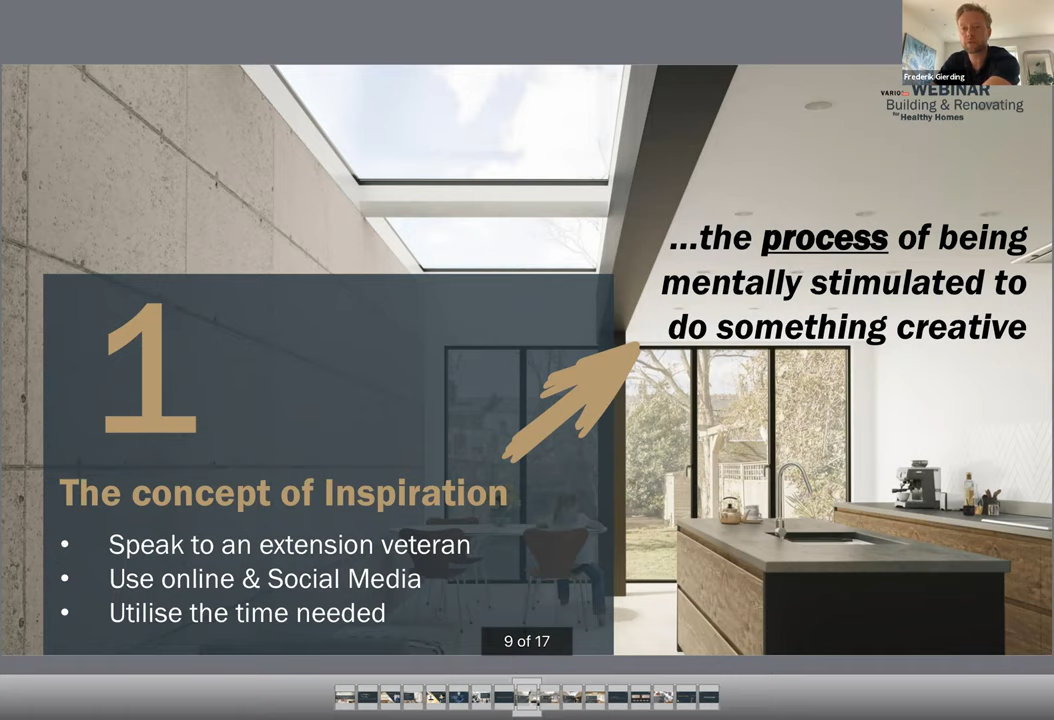 Frederik Gierding
VARIO WEBINAR
Building & Renovating
for Healthy Homes
...the process of being
mentally stimulated to
do something creative
1
The concept of Inspiration
• Speak to an extension veteran
• Use online & Social Media
• Utilise the time needed
9 of 17